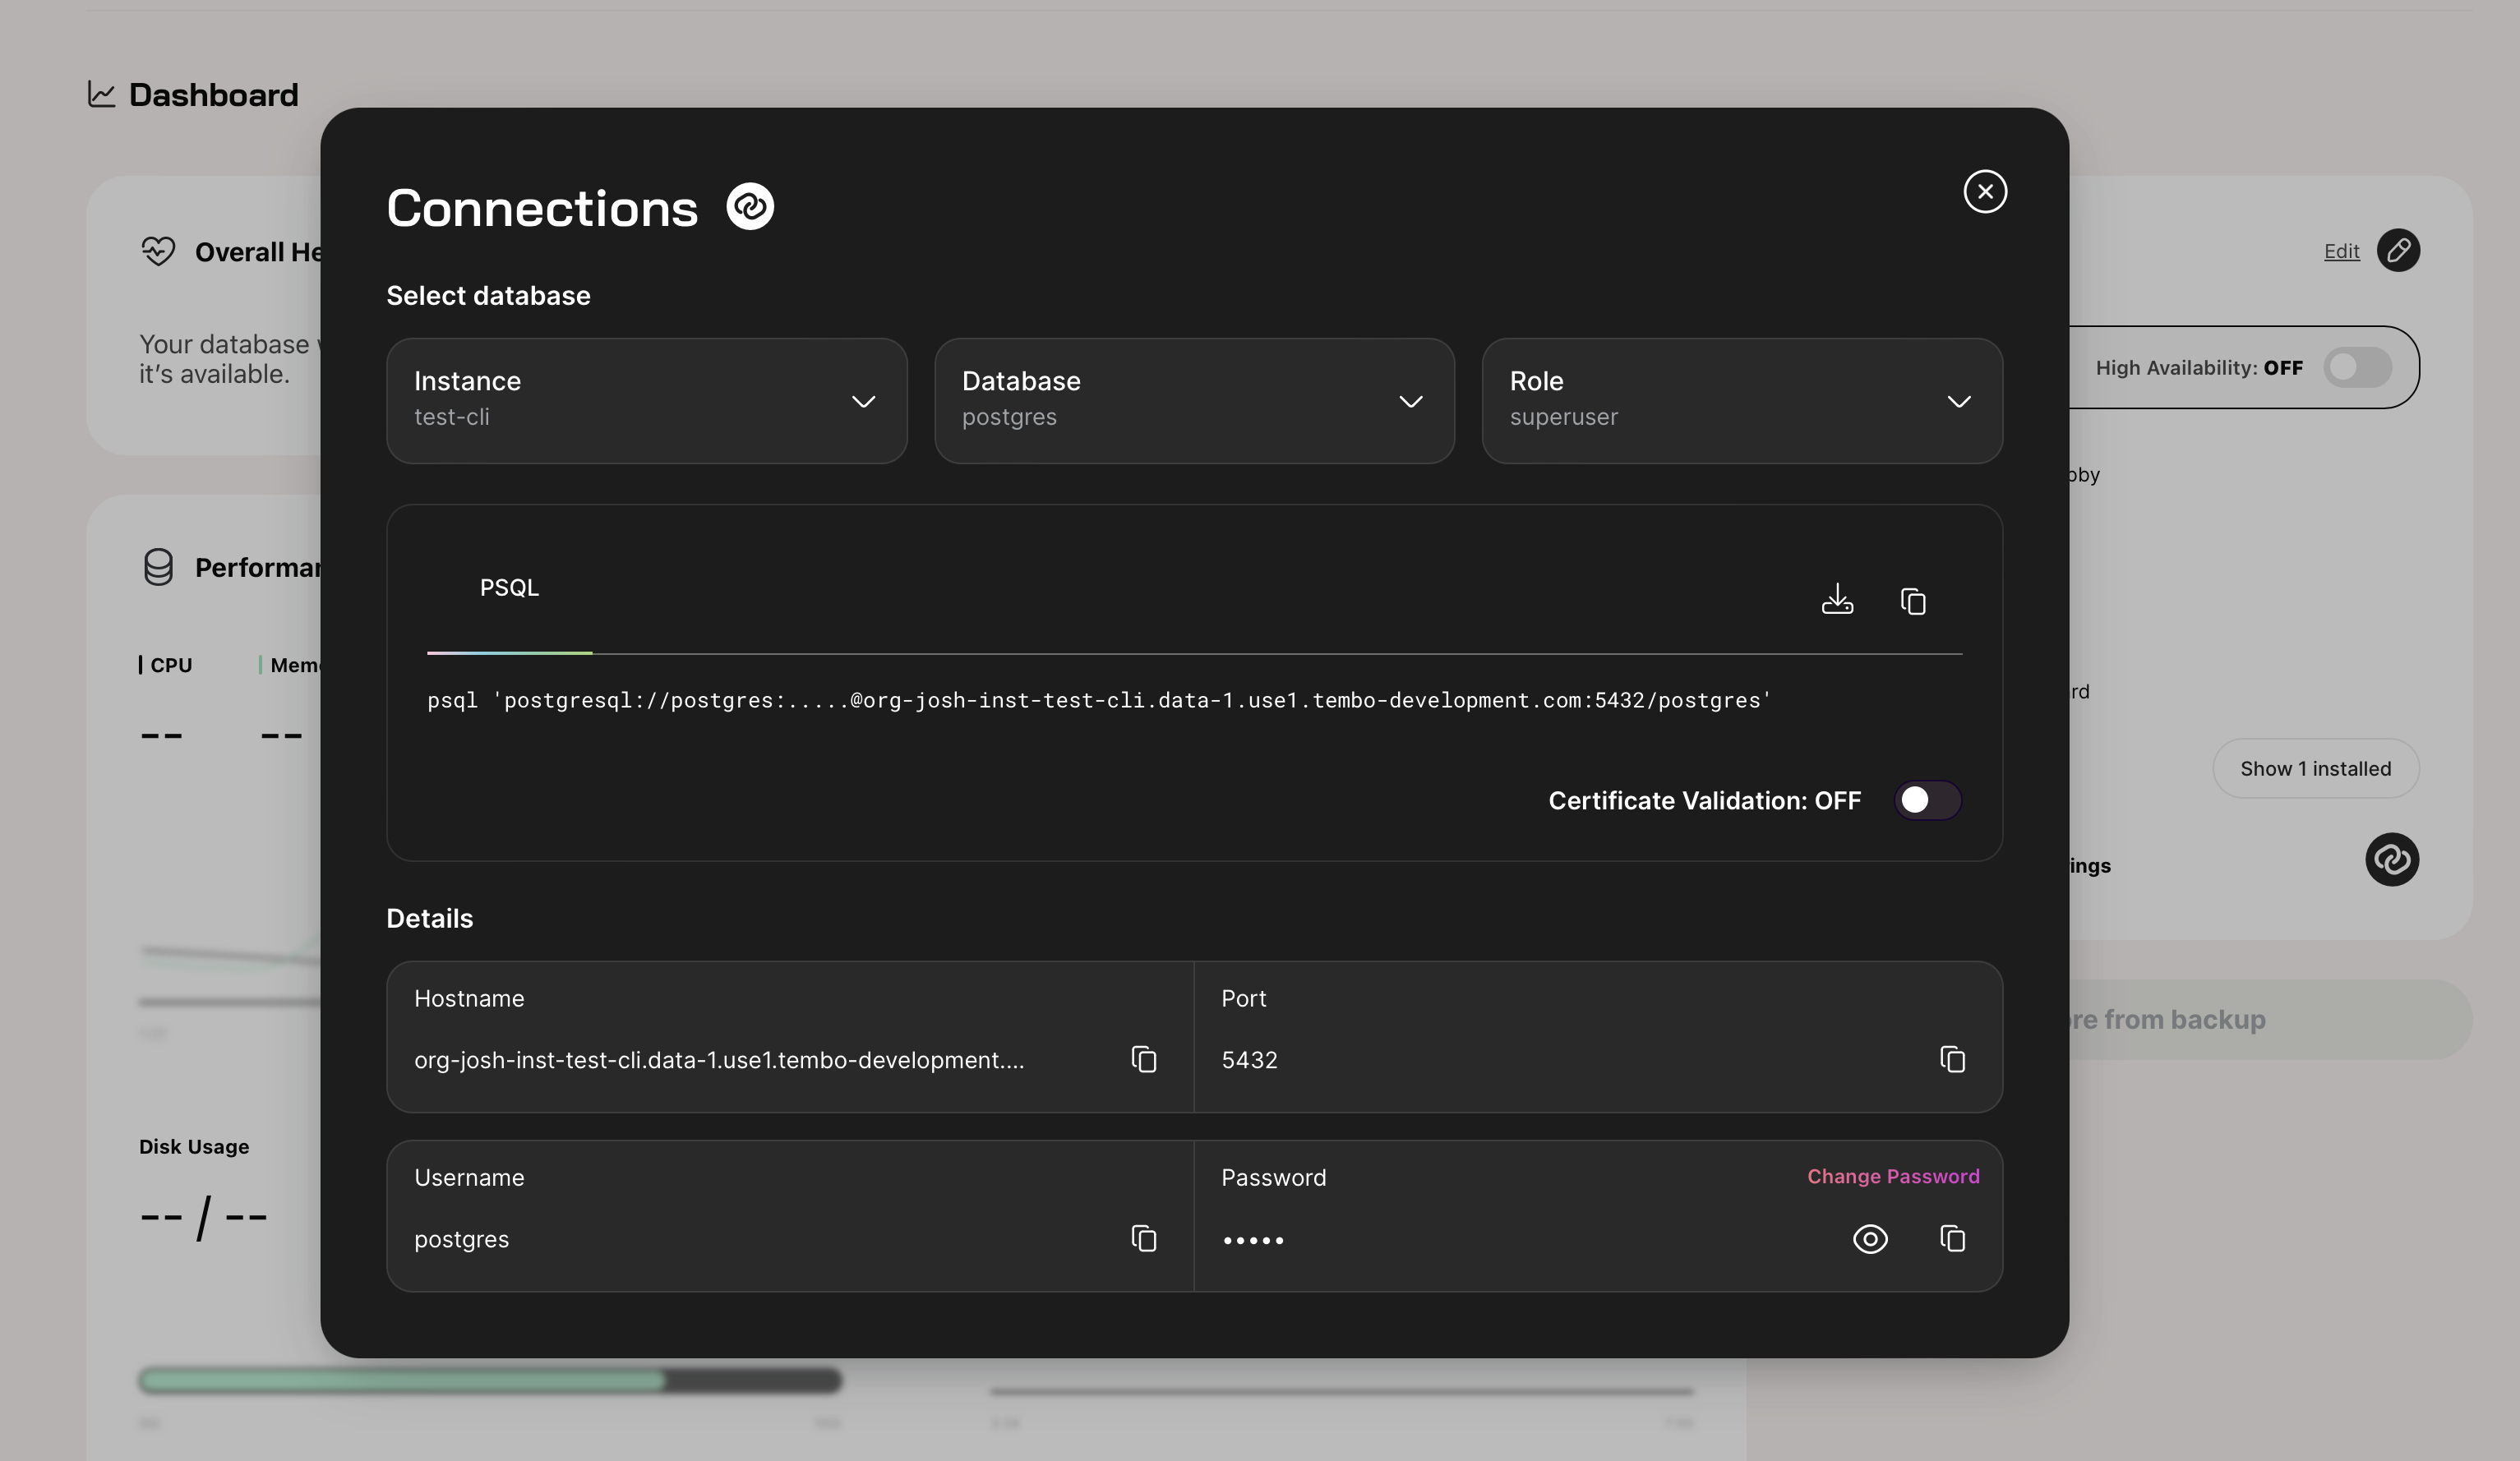 Dashboard
Connections
Overall He
Edit
Select database
Your database
it's available.
Instance
test-cli
Database
postgres
Role
superuser
High Availability: OFF
Performa
PSQL
CPU
Mem
-- --
psql 'postgresql://postgres:.....@org-josh-inst-test-cli.data-1.use1.tembo-development.com:5432/postgres'
Show 1 installed
Certificate Validation: OFF
ings
Details
Hostname
org-josh-inst-test-cli.data-1.use1.tembo-development....
Port
5432
re from backup
Disk Usage
-- / --
Username
postgres
Password
Change Password
•••••